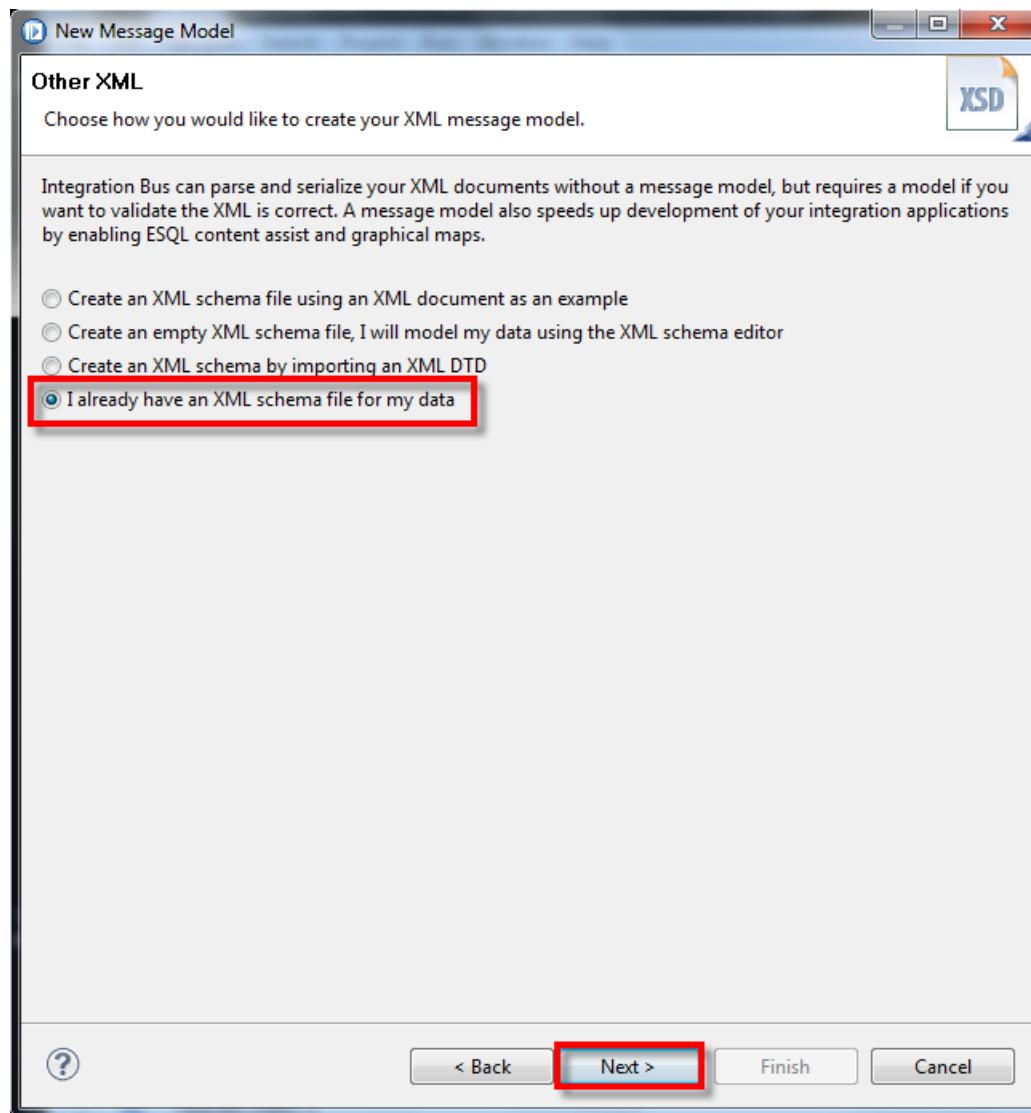 New Message Model
Other XML
XSD
Choose how you would like to create your XML message model.
Integration Bus can parse and serialize your XML documents without a message model, but requires a model if you
want to validate the XML is correct. A message model also speeds up development of your integration applications
by enabling ESQL content assist and graphical maps.
Create an XML schema file using an XML document as an example
Create an empty XML schema file, I will model my data using the XML schema editor
Create an XML schema by importing an XML DTD
I already have an XML schema file for my data
? < Back Next > Finish Cancel